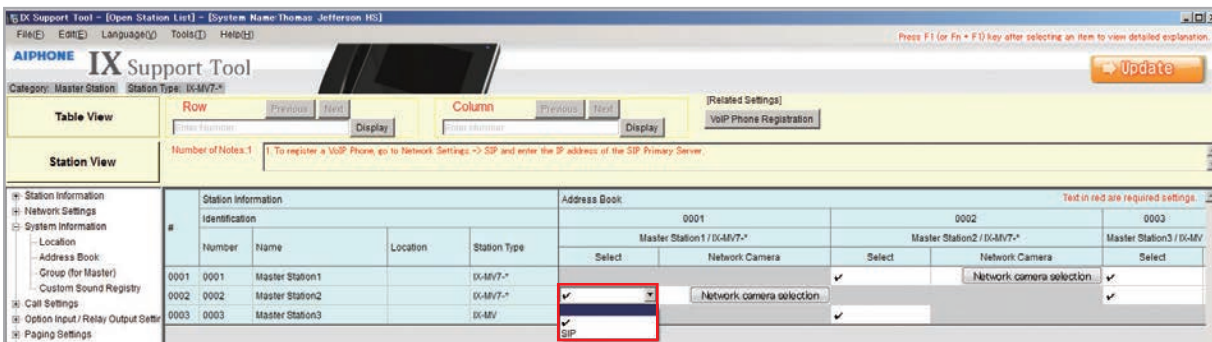 IX Support Tool - [Open Station List] - [System Name:Thomas Jefferson HS]
File(F) Edit(E) Language(V) Tools(T) Help(H)
Press F1 (or Fn + F1) key after selecting an item to view detailed explanation.
AIPHONE IX Support Tool
Update
Category: Master Station Station Type: IX-MV7-*
Table View
Row Previous Next
Enter Number Display
Column Previous Next
Enter Number Display
[Related Settings]
VoIP Phone Registration
Station View
Number of Notes:1
1. To register a VoIP Phone, go to Network Settings -> SIP and enter the IP address of the SIP Primary Server.
Station Information
Network Settings
System Information
Location
Address Book
Group (for Master)
Custom Sound Registry
Call Settings
Option Input / Relay Output Settin
Paging Settings
# Station Information Address Book Text in red are required settings.
Identification 0001 0002 0003
Number Name Location Station Type Master Station1 / IX-MV7-* Master Station2 / IX-MV7-* Master Station3 / IX-MV
Select Network Camera Select Network Camera Select
0001 0001 Master Station1 IX-MV7-* ✔ Network camera selection ✔
0002 0002 Master Station2 IX-MV7-* ✔ Network camera selection ✔
0003 0003 Master Station3 IX-MV ✔ ✔
SIP